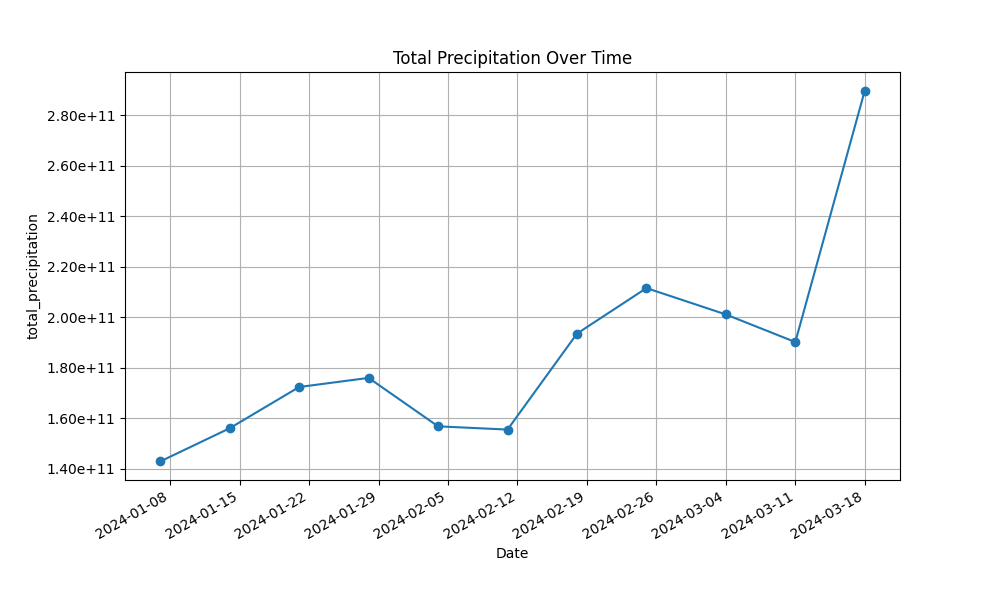 Total Precipitation Over Time
total_precipitation
2.80e+11
2.60e+11
2.40e+11
2.20e+11
2.00e+11
1.80e+11
1.60e+11
1.40e+11
2024-01-08
2024-01-15
2024-01-22
2024-01-29
2024-02-05
2024-02-12
2024-02-19
2024-02-26
2024-03-04
2024-03-11
2024-03-18
Date